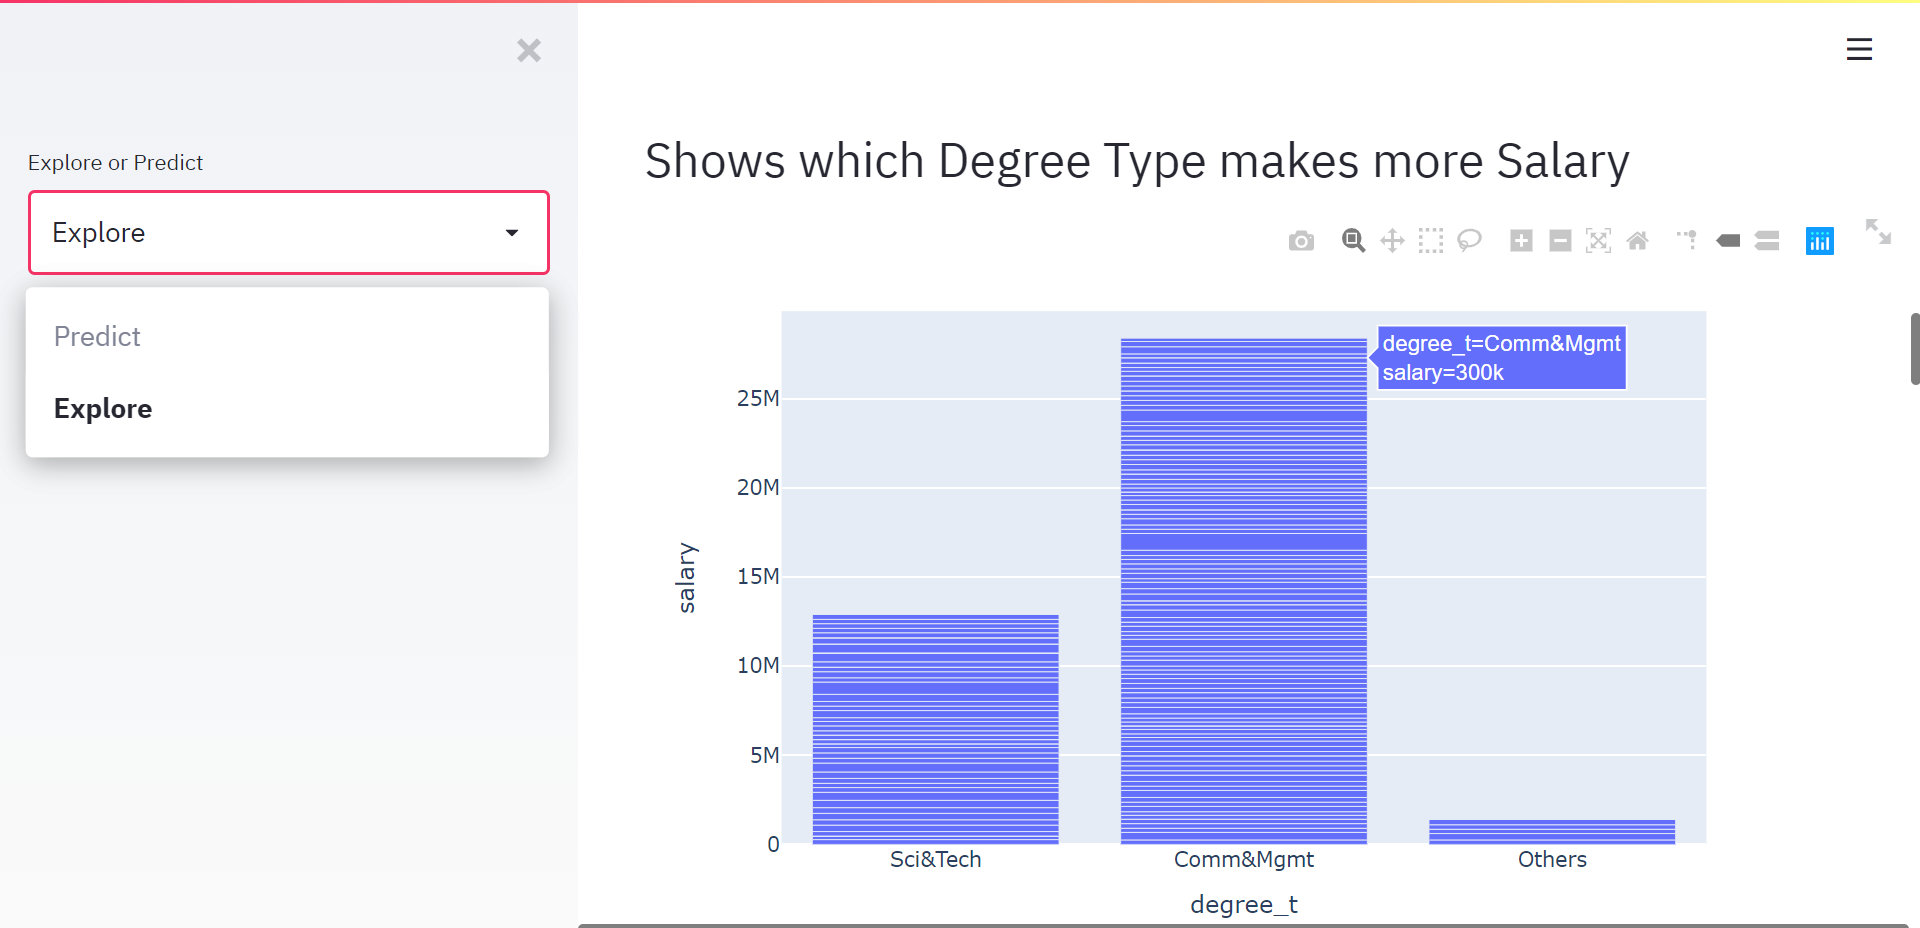 Explore or Predict
Explore
Predict
Explore
Shows which Degree Type makes more Salary
degree_t=Comm&Mgmt
salary=300k
25M
20M
15M
10M
5M
0
salary
Sci&Tech
Comm&Mgmt
Others
degree_t